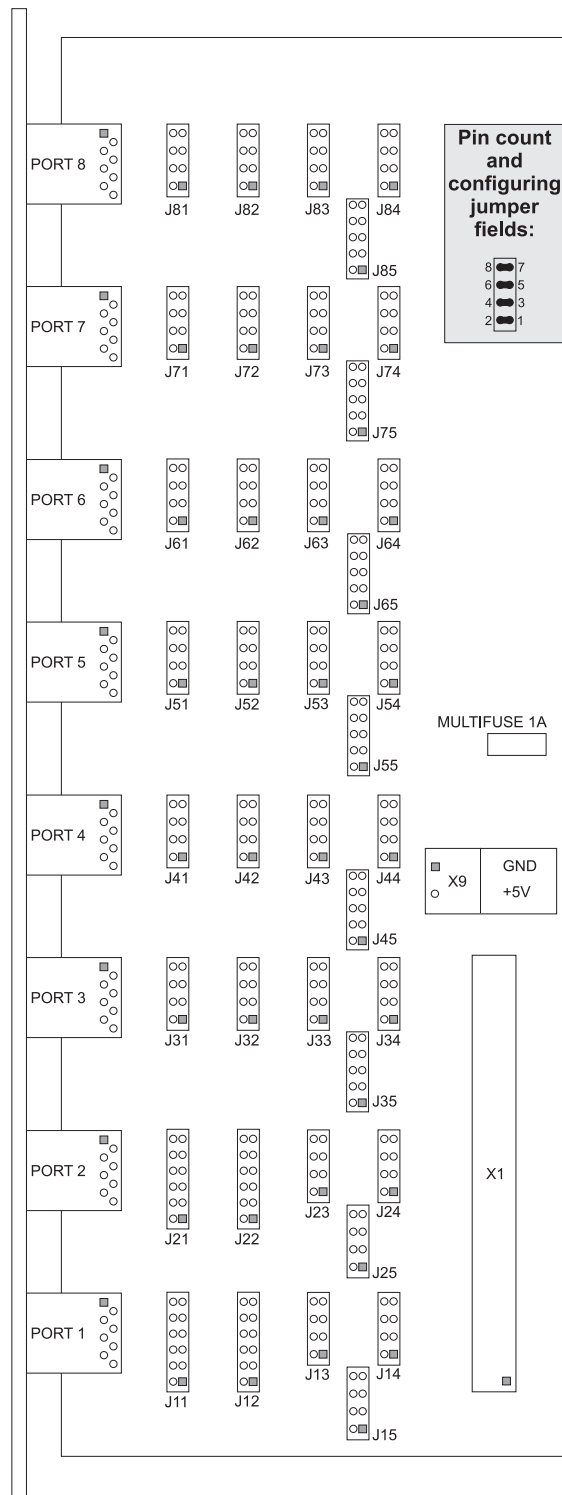 PORT 8
J81 J82 J83 J84
J85
Pin count
and
configuring
jumper
fields:
8 7
6 5
4 3
2 1
PORT 7
J71 J72 J73 J74
J75
PORT 6
J61 J62 J63 J64
J65
PORT 5
J51 J52 J53 J54
J55
MULTIFUSE 1A
PORT 4
J41 J42 J43 J44
J45
X9
GND
+5V
PORT 3
J31 J32 J33 J34
J35
PORT 2
J21 J22 J23 J24
J25
X1
PORT 1
J11 J12 J13 J14
J15